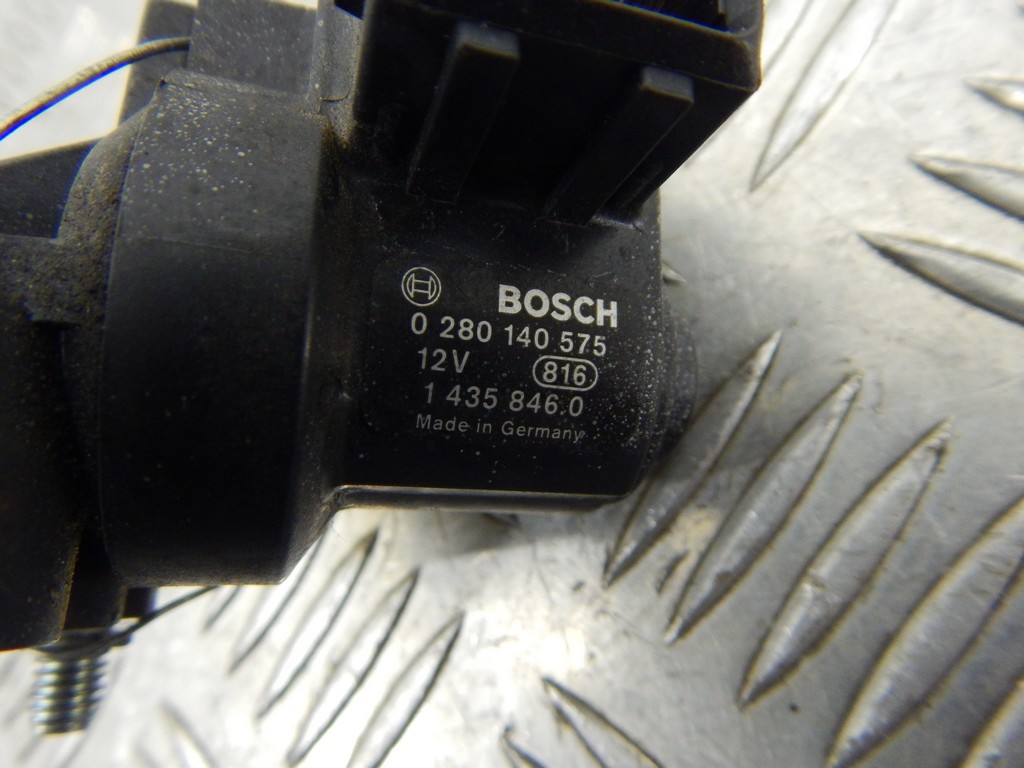 BOSCH
0 280 140 575
12V 816
1 435 846.0
Made in Germany